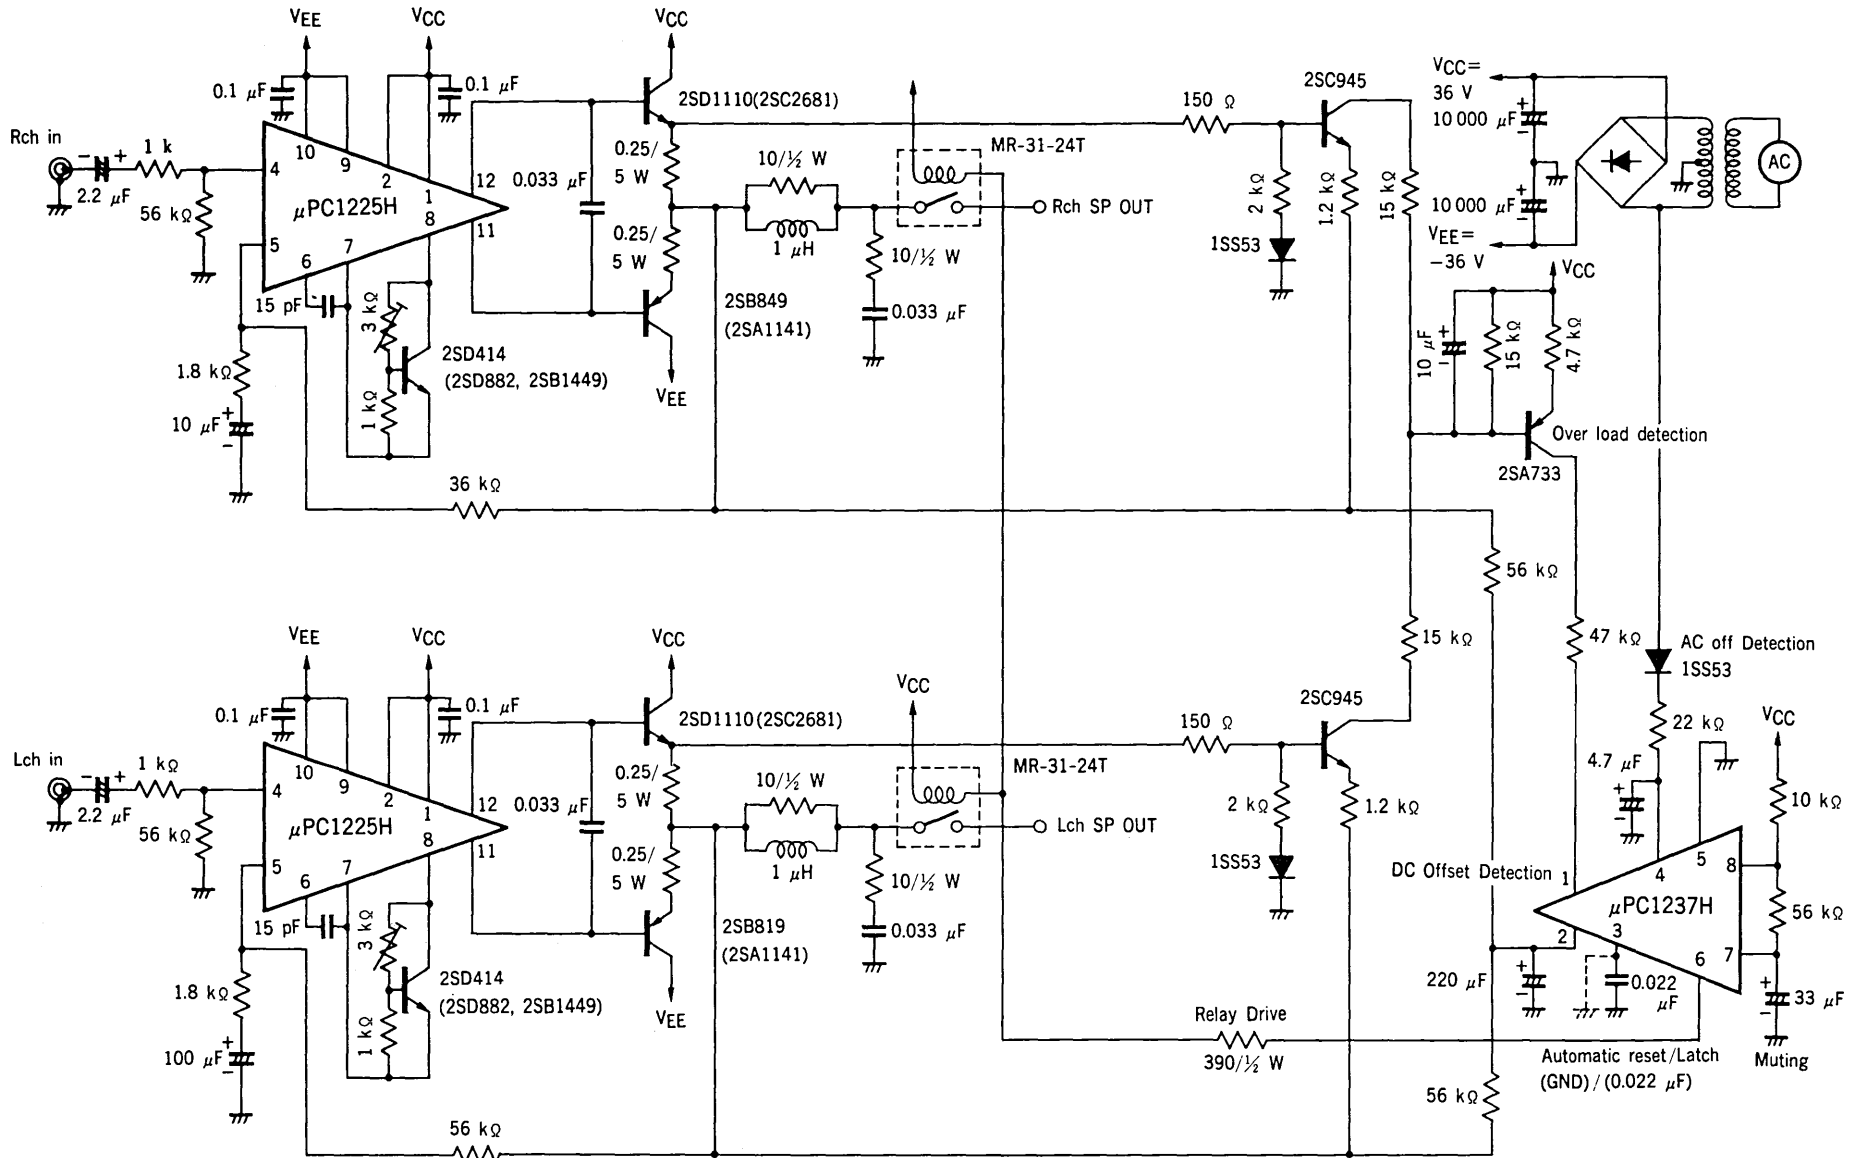 VEE
VCC
VCC
0.1 μF
0.1 μF
2SD1110(2SC2681)
2SC945
VCC=
36 V
10 000 μF
150 Ω
MR-31-24T
Rch in
1 k
2.2 μF
56 kΩ
4
10
9
2
1
12
μPC1225H
8
11
5
6
7
0.033 μF
0.25/
5 W
10/½ W
1 μH
Rch SP OUT
2 kΩ
1.2 kΩ
15 kΩ
AC
10 000 μF
VEE=
−36 V
1SS53
0.25/
5 W
10/½ W
0.033 μF
2SB849
(2SA1141)
VEE
15 pF
3 kΩ
1 kΩ
2SD414
(2SD882, 2SB1449)
1.8 kΩ
10 μF
36 kΩ
VCC
10 μF
15 kΩ
4.7 kΩ
Over load detection
2SA733
56 kΩ
47 kΩ
15 kΩ
AC off Detection
1SS53
22 kΩ
4.7 μF
VCC
10 kΩ
VEE
VCC
VCC
VCC
0.1 μF
0.1 μF
2SD1110(2SC2681)
2SC945
150 Ω
MR-31-24T
Lch in
1 kΩ
2.2 μF
56 kΩ
4
10
9
2
1
12
μPC1225H
8
11
5
6
7
0.033 μF
0.25/
5 W
10/½ W
1 μH
Lch SP OUT
2 kΩ
1.2 kΩ
1SS53
0.25/
5 W
10/½ W
0.033 μF
2SB819
(2SA1141)
VEE
15 pF
3 kΩ
1 kΩ
2SD414
(2SD882, 2SB1449)
1.8 kΩ
100 μF
56 kΩ
DC Offset Detection
1
4
5
8
μPC1237H
2
3
6
7
56 kΩ
220 μF
0.022
μF
33 μF
Relay Drive
390/½ W
Automatic reset/Latch
(GND)/(0.022 μF)
Muting
56 kΩ